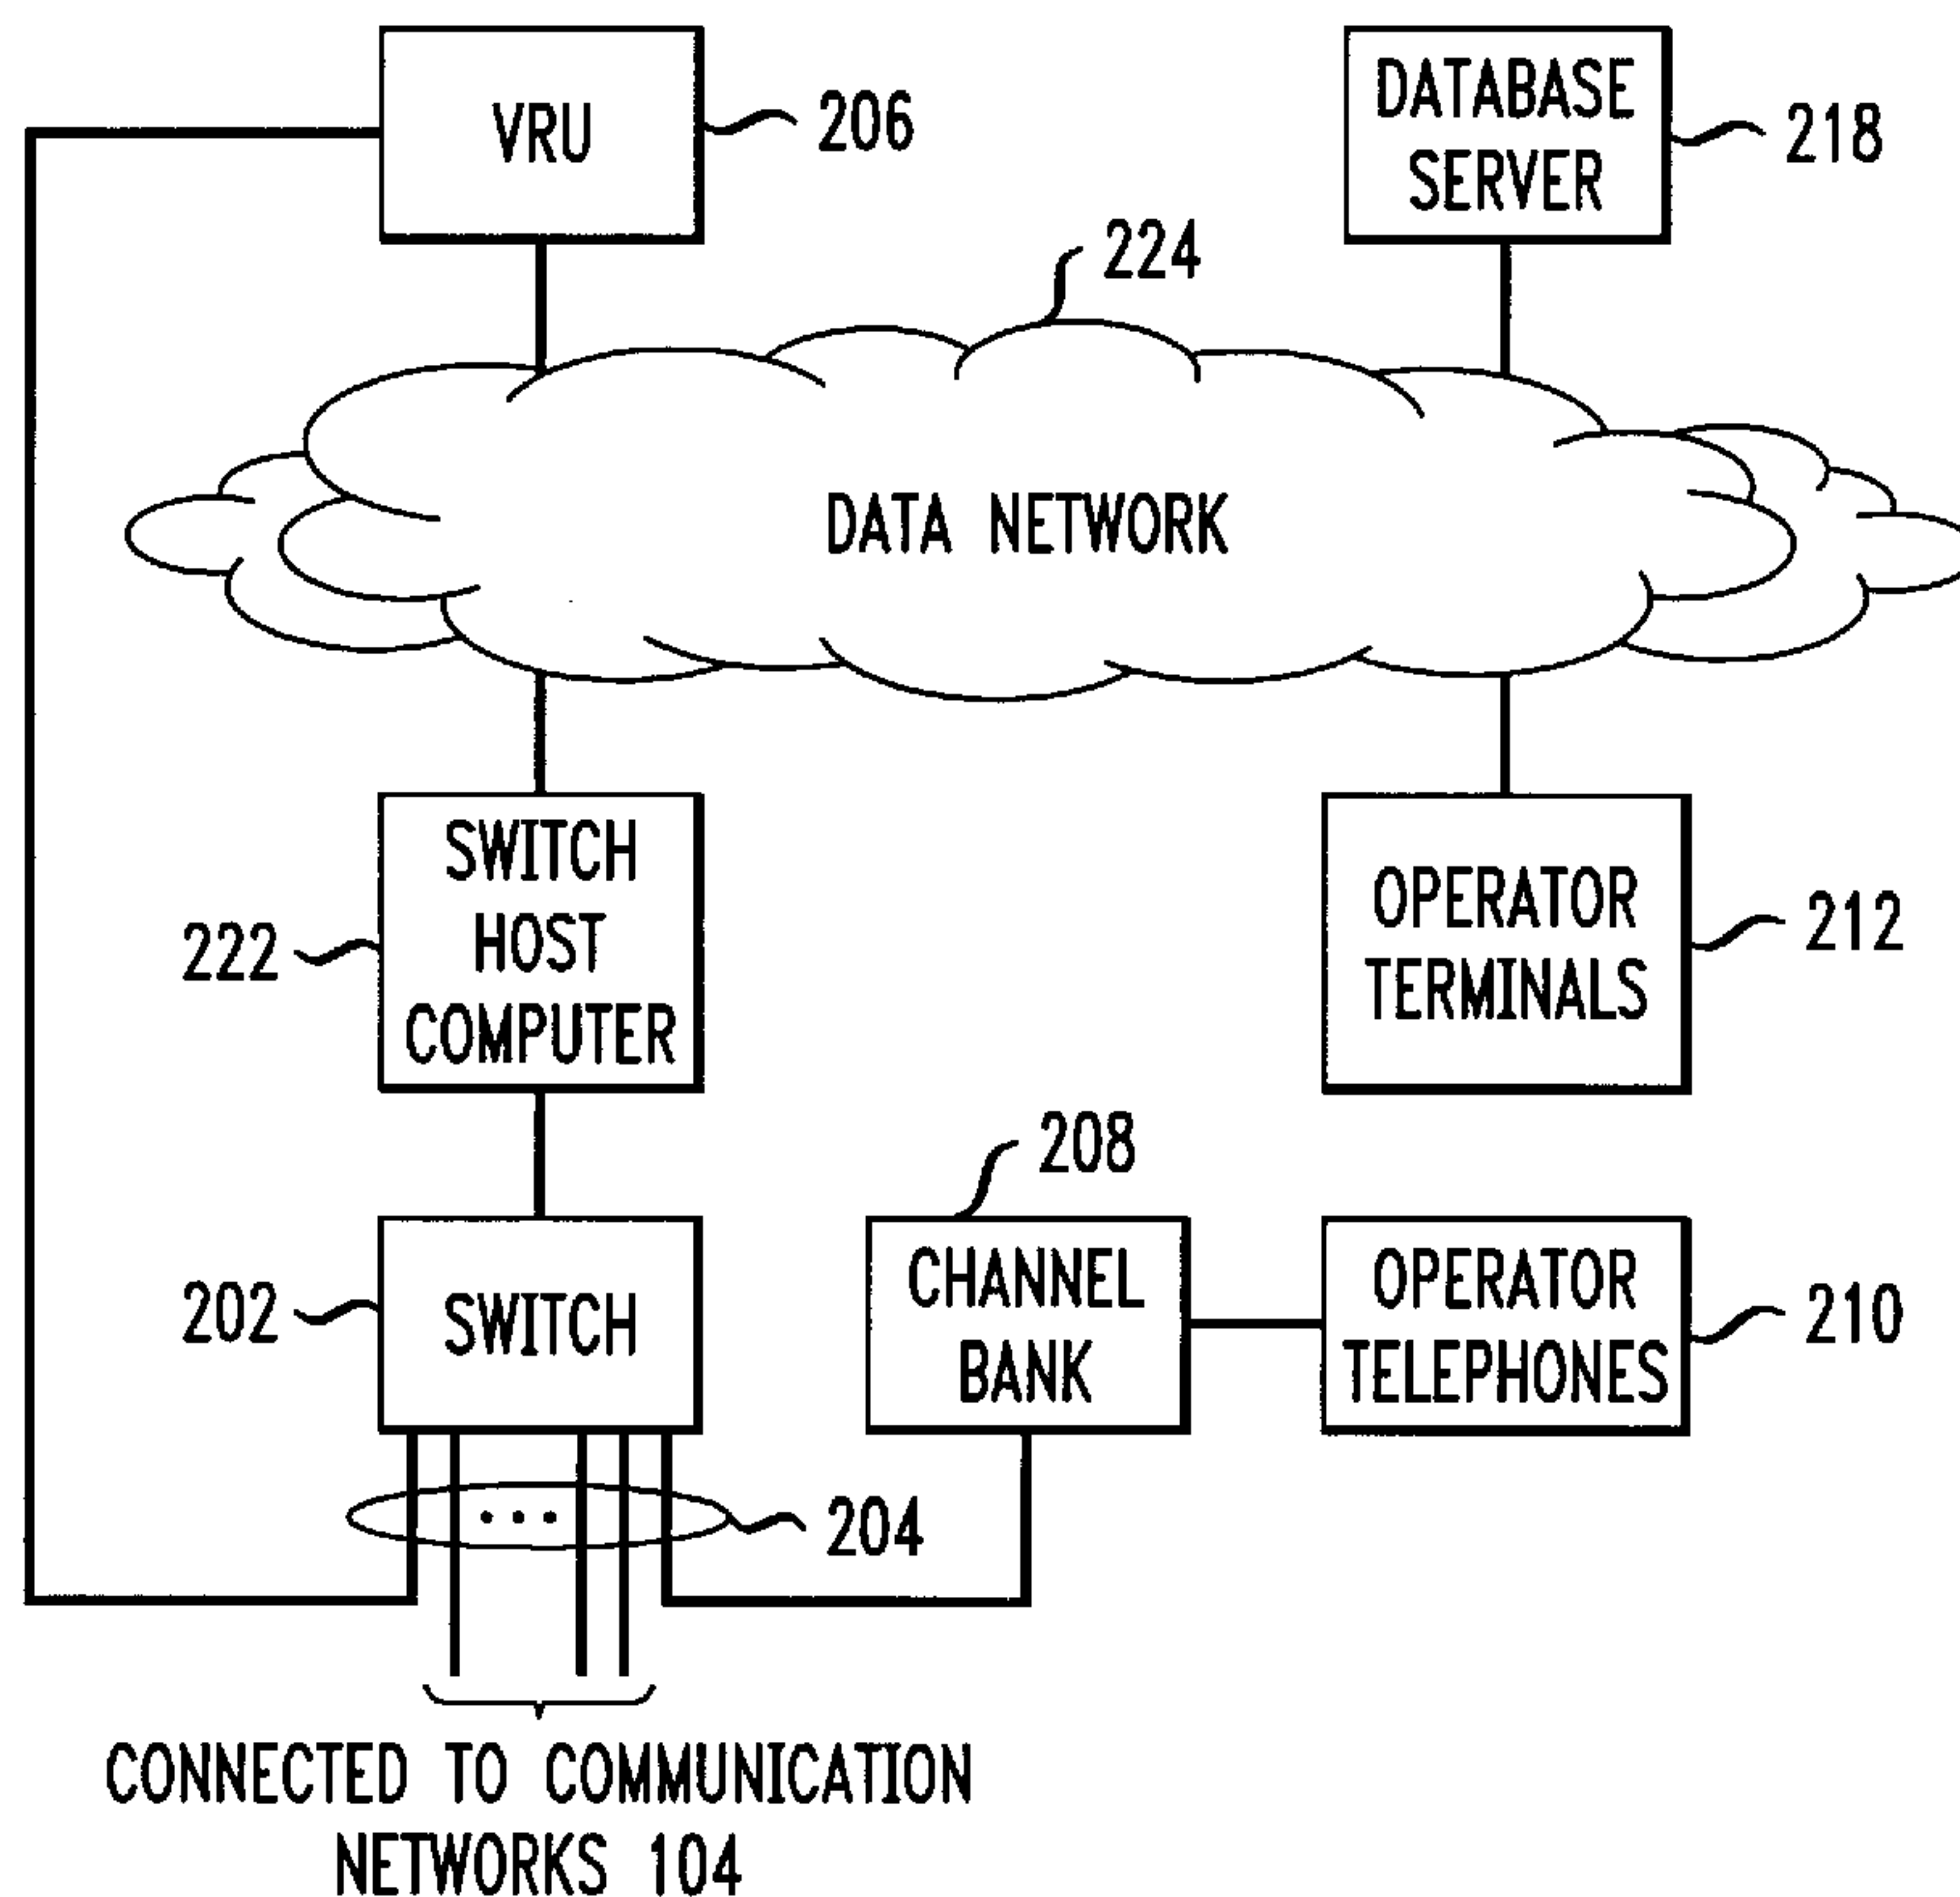 VRU
206
DATABASE
SERVER
218
224
DATA NETWORK
SWITCH
HOST
COMPUTER
222
OPERATOR
TERMINALS
212
208
202
SWITCH
CHANNEL
BANK
OPERATOR
TELEPHONES
210
204
CONNECTED TO COMMUNICATION
NETWORKS 104